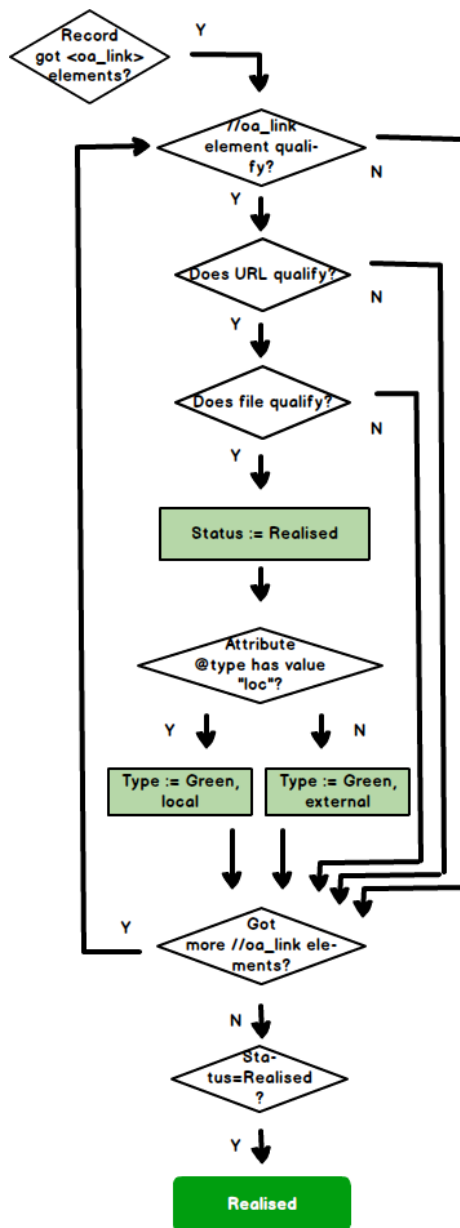 Record
got <oa_link>
elements?
Y
//oa_link
element quali-
fy?
N
Y
Does URL qualify?
N
Y
Does file qualify?
N
Y
Status := Realised
Attribute
@type has value
"loc"?
Y
N
Type := Green,
local
Type := Green,
external
Got
more //oa_link ele-
ments?
Y
N
Sta-
tus=Realised
?
Y
Realised